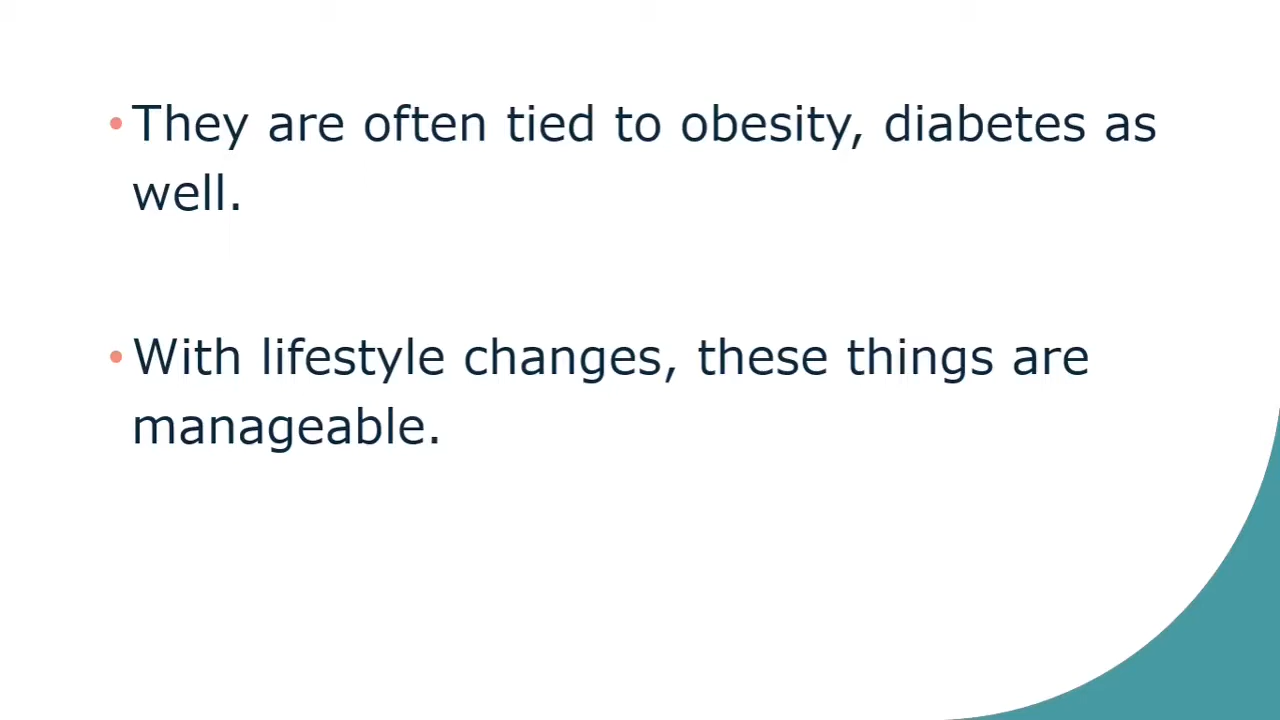 • They are often tied to obesity, diabetes as
well.
• With lifestyle changes, these things are
manageable.